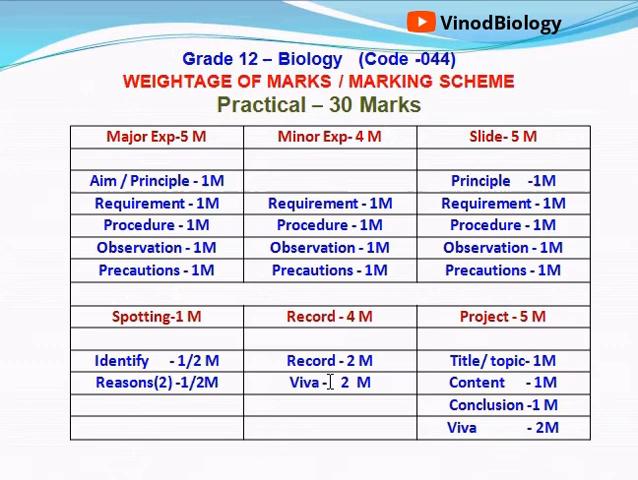 VinodBiology
Grade 12 – Biology (Code -044)
WEIGHTAGE OF MARKS / MARKING SCHEME
Practical – 30 Marks
Major Exp-5 M Minor Exp- 4 M Slide- 5 M
Aim / Principle - 1M Principle -1M
Requirement - 1M Requirement - 1M Requirement - 1M
Procedure - 1M Procedure - 1M Procedure - 1M
Observation - 1M Observation - 1M Observation - 1M
Precautions - 1M Precautions - 1M Precautions - 1M
Spotting-1 M Record - 4 M Project - 5 M
Identify - 1/2 M Record - 2 M Title/ topic- 1M
Reasons(2) -1/2M Viva - 2 M Content - 1M
Conclusion -1 M
Viva - 2M